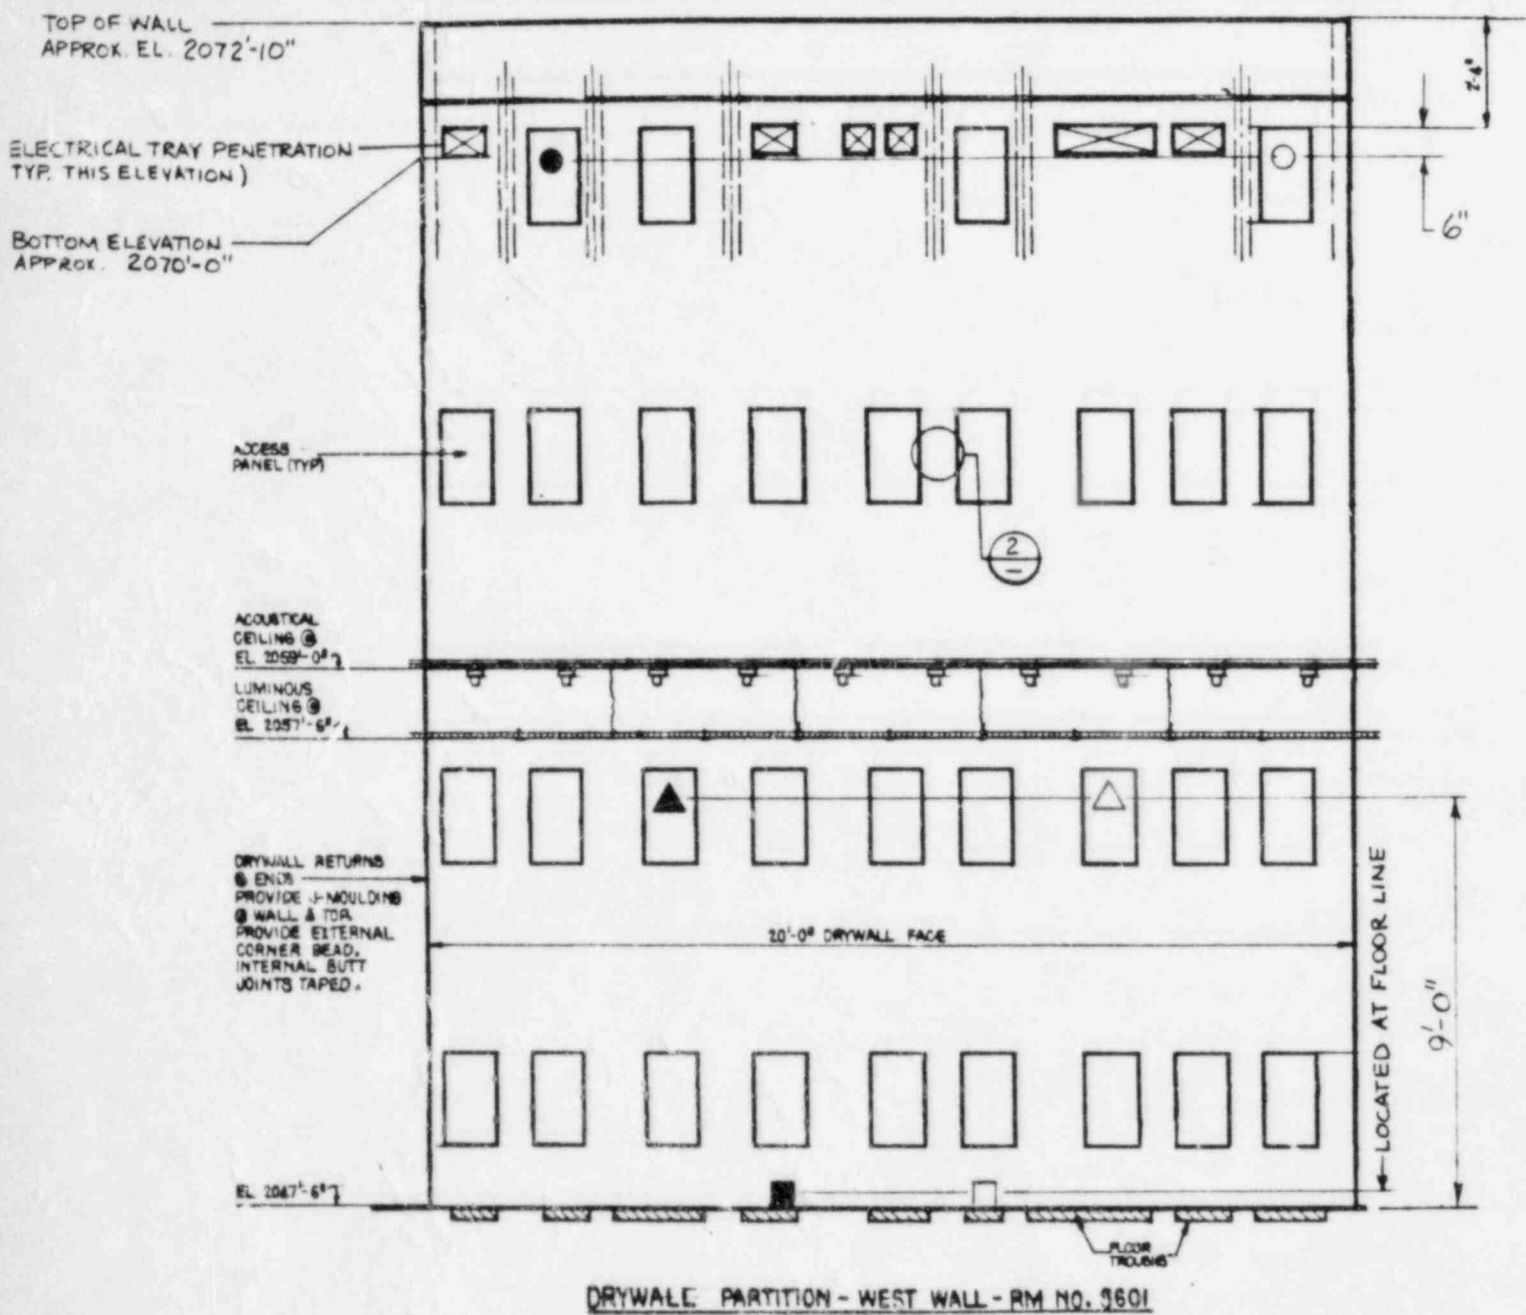 TOP OF WALL
APPROX. EL. 2072'-10"
2'-4"
ELECTRICAL TRAY PENETRATION
TYP. THIS ELEVATION)
6"
BOTTOM ELEVATION
APPROX. 2070'-0"
ACCESS
PANEL (TYP)
2
–
ACOUSTICAL
CEILING @
EL. 2059'-0"
LUMINOUS
CEILING @
EL. 2057'-6"
DRYWALL RETURNS
@ ENDS
PROVIDE J-MOULDING
@ WALL & TOP.
PROVIDE EXTERNAL
CORNER BEAD.
INTERNAL BUTT
JOINTS TAPED.
20'-0" DRYWALL FACE
LOCATED AT FLOOR LINE
9'-0"
EL. 2047'-6"
FLOOR
TROUGHS
DRYWALL PARTITION - WEST WALL - RM NO. 3601